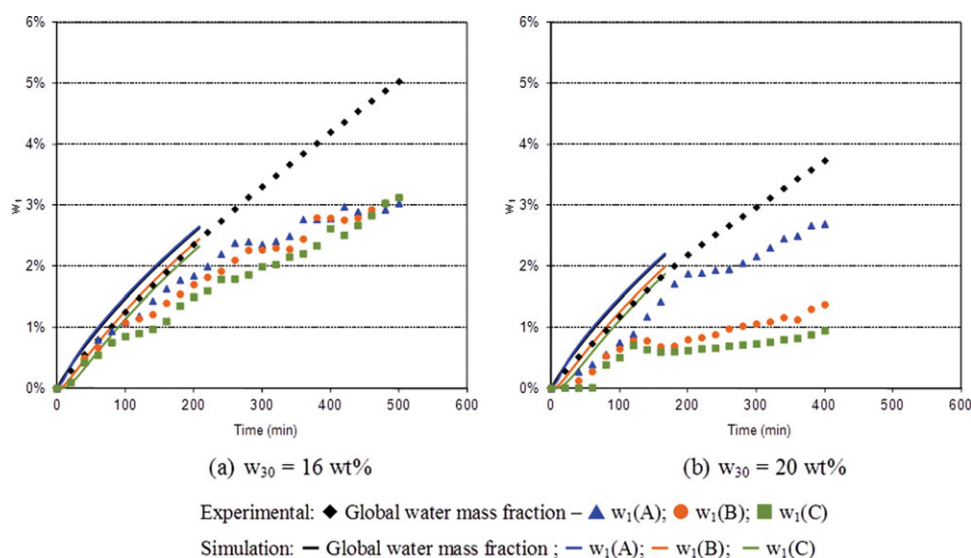 6%
5%
4%
3%
2%
1%
0%
w₁
0 100 200 300 400 500 600
Time (min)
(a) w₃₀ = 16 wt%
6%
5%
4%
3%
2%
1%
0%
w₁
0 100 200 300 400 500 600
Time (min)
(b) w₃₀ = 20 wt%
Experimental: ◆ Global water mass fraction – ▲ w₁(A); ● w₁(B); ■ w₁(C)
Simulation: — Global water mass fraction ; — w₁(A); — w₁(B); — w₁(C)